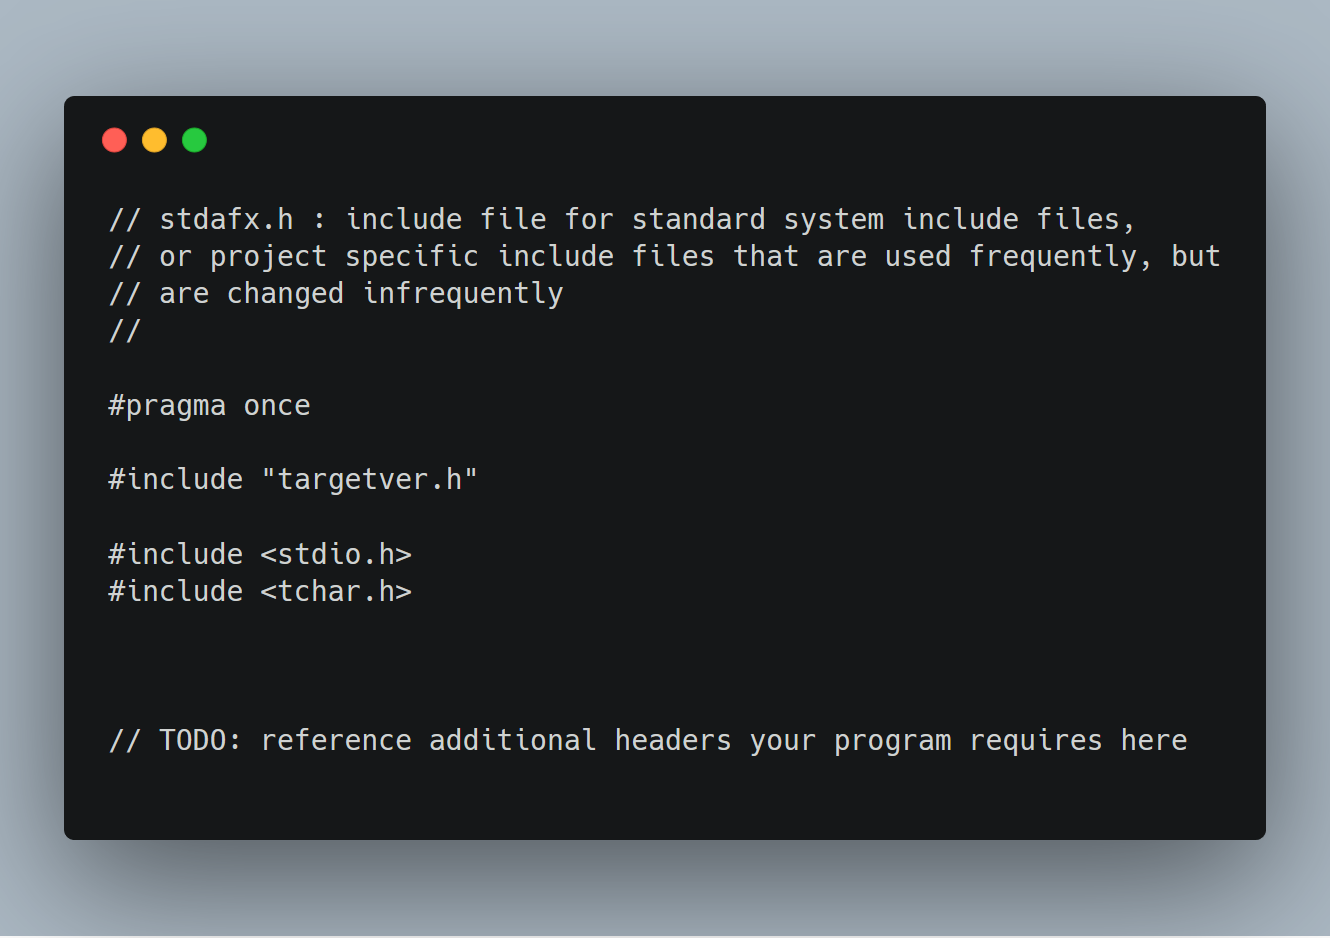 // stdafx.h : include file for standard system include files,
// or project specific include files that are used frequently, but
// are changed infrequently
//
#pragma once
#include "targetver.h"
#include <stdio.h>
#include <tchar.h>
// TODO: reference additional headers your program requires here